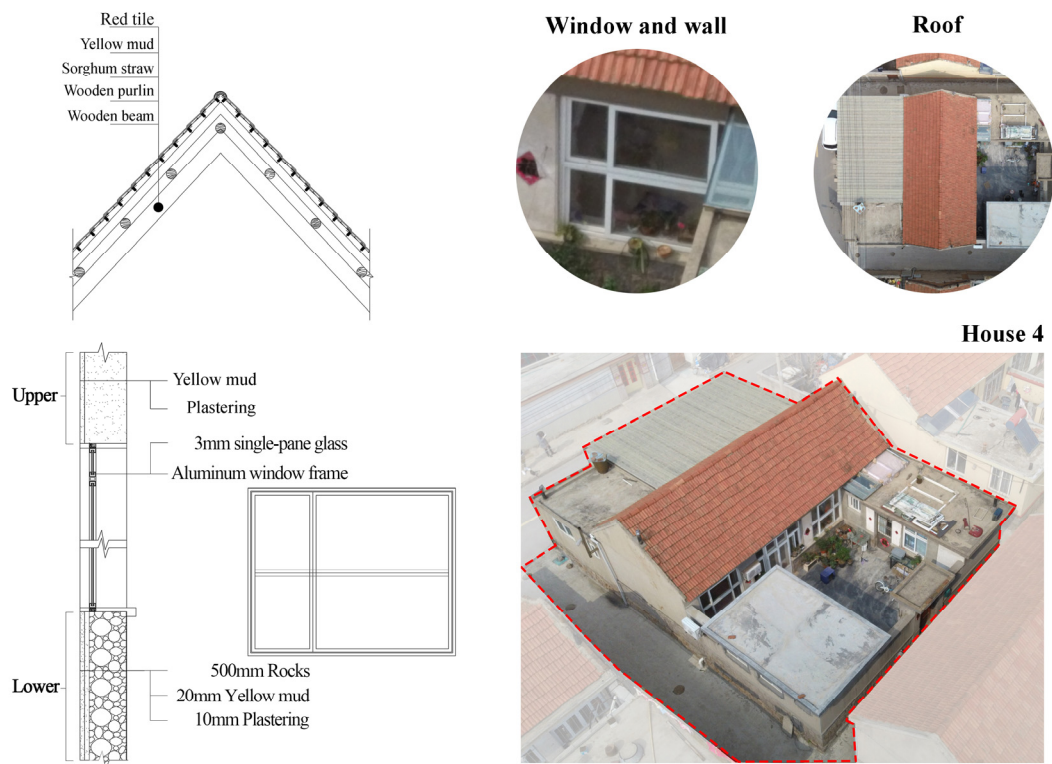 Red tile
Yellow mud
Sorghum straw
Wooden purlin
Wooden beam
Window and wall
Roof
Upper
Yellow mud
Plastering
3mm single-pane glass
Aluminum window frame
Lower
500mm Rocks
20mm Yellow mud
10mm Plastering
House 4